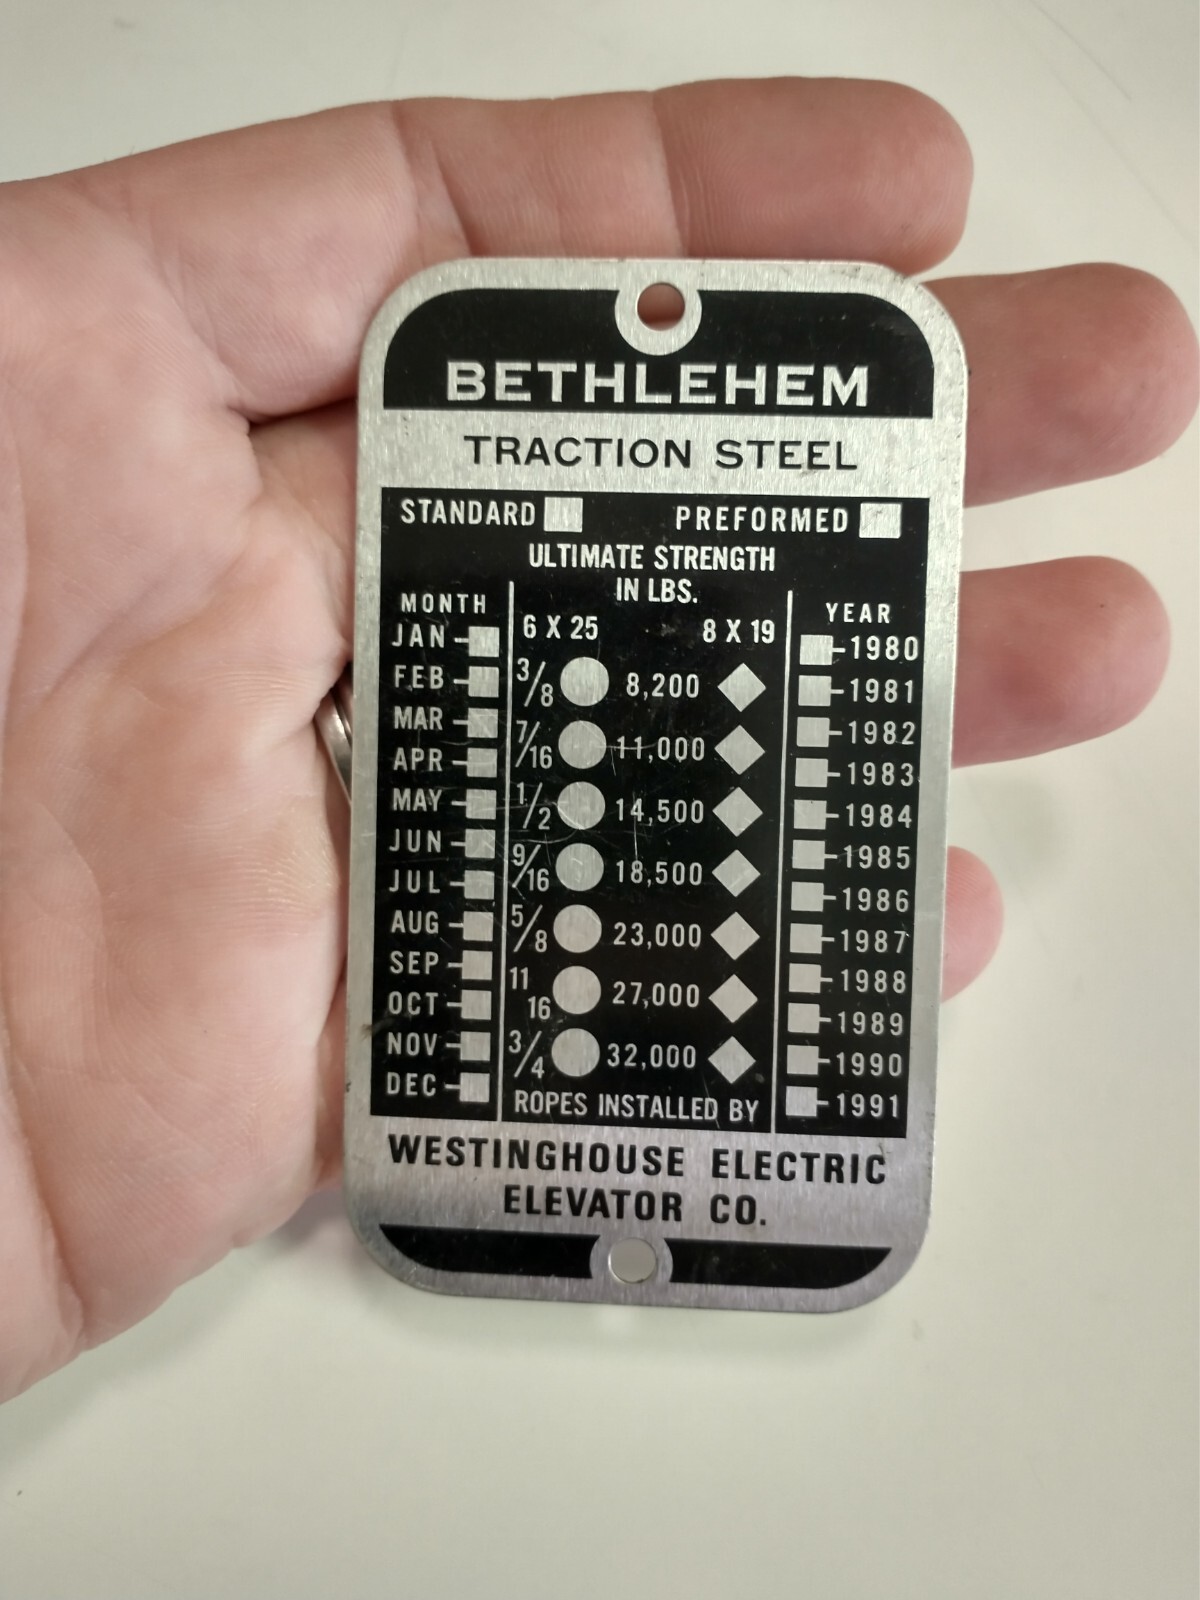 BETHLEHEM
TRACTION STEEL
STANDARD PREFORMED
ULTIMATE STRENGTH
IN LBS.
MONTH
JAN
FEB
MAR
APR
MAY
JUN
JUL
AUG
SEP
OCT
NOV
DEC
6 X 25 8 X 19
3/8 8,200
7/16 11,000
1/2 14,500
9/16 18,500
5/8 23,000
11 16 27,000
3/4 32,000
ROPES INSTALLED BY
YEAR
1980
1981
1982
1983
1984
1985
1986
1987
1988
1989
1990
1991
WESTINGHOUSE ELECTRIC
ELEVATOR CO.